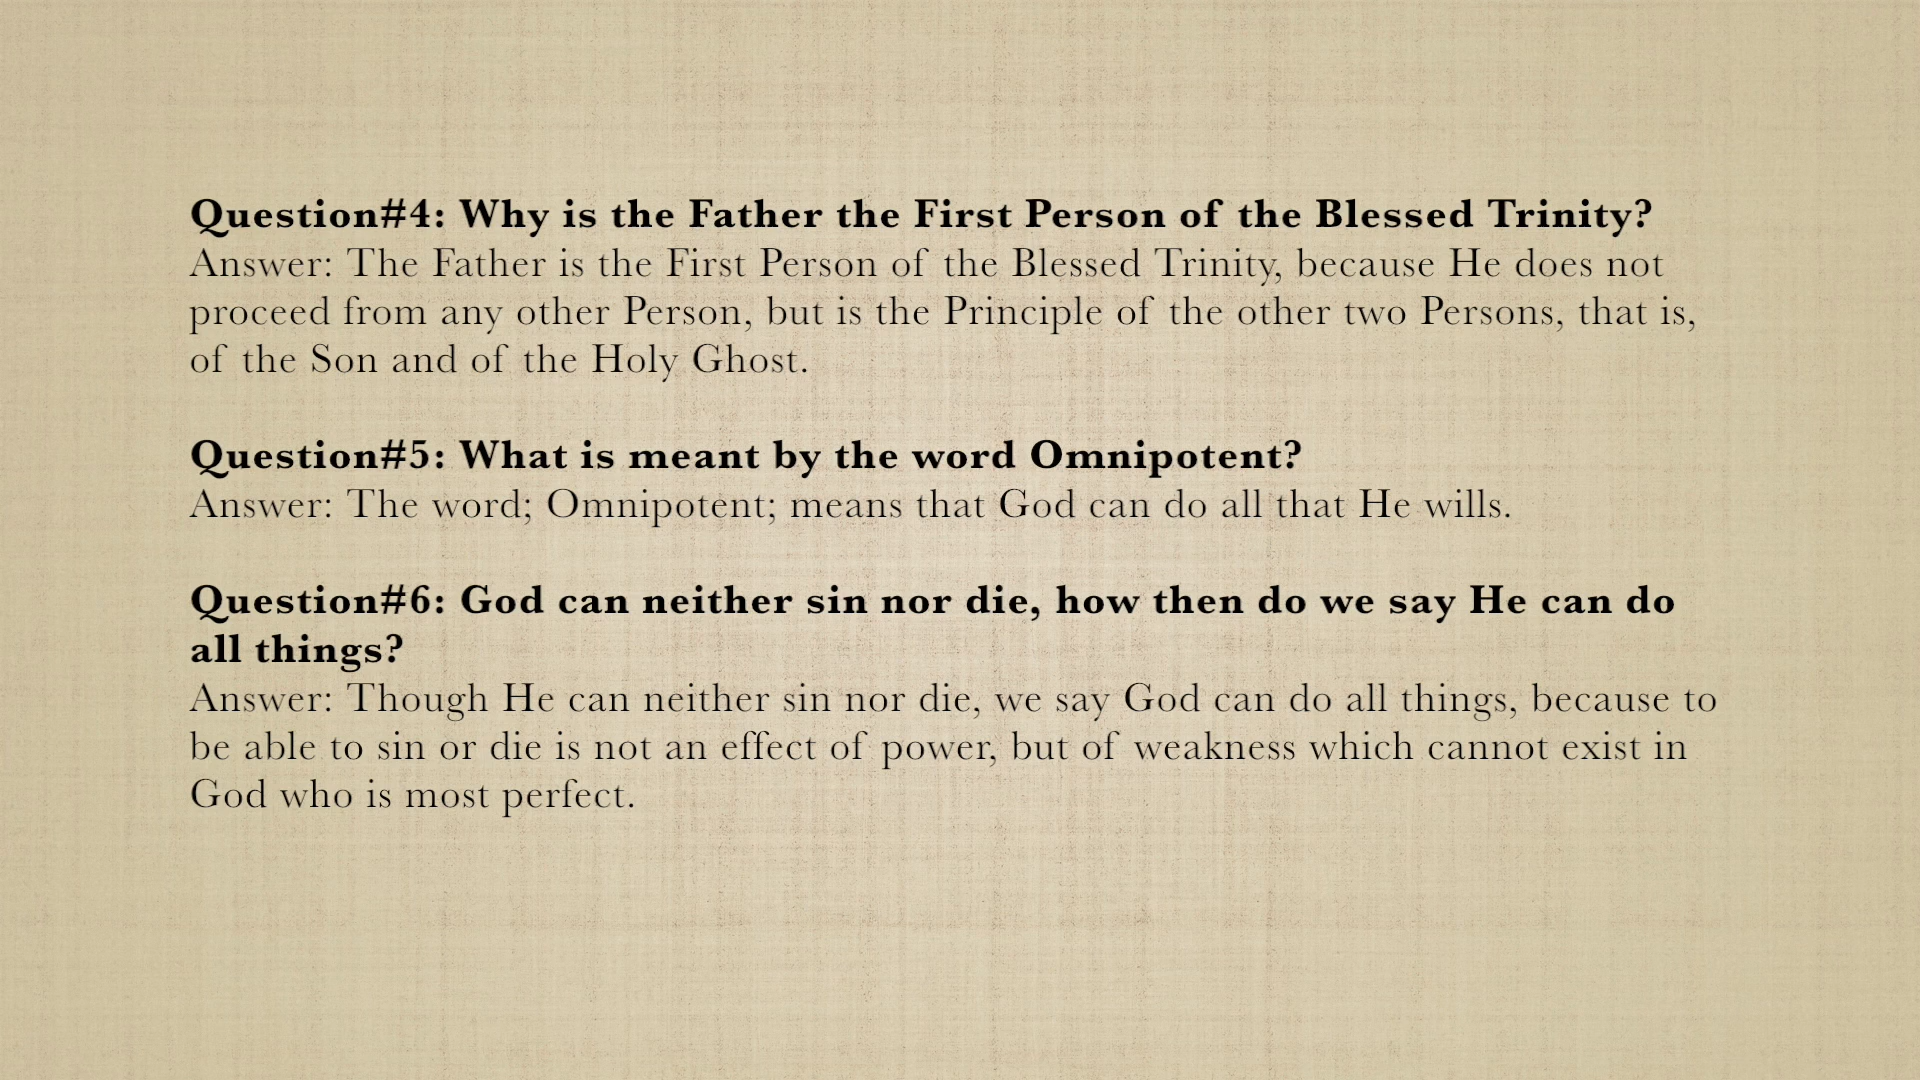 Question#4: Why is the Father the First Person of the Blessed Trinity?
Answer: The Father is the First Person of the Blessed Trinity, because He does not
proceed from any other Person, but is the Principle of the other two Persons, that is,
of the Son and of the Holy Ghost.
Question#5: What is meant by the word Omnipotent?
Answer: The word; Omnipotent; means that God can do all that He wills.
Question#6: God can neither sin nor die, how then do we say He can do
all things?
Answer: Though He can neither sin nor die, we say God can do all things, because to
be able to sin or die is not an effect of power, but of weakness which cannot exist in
God who is most perfect.